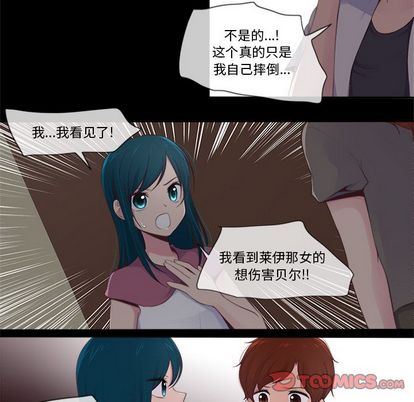 不是的...!
这个真的只是
我自己摔倒...
我...我看见了!
我看到莱伊那女的
想伤害贝尔!!
TOOMICS.COM